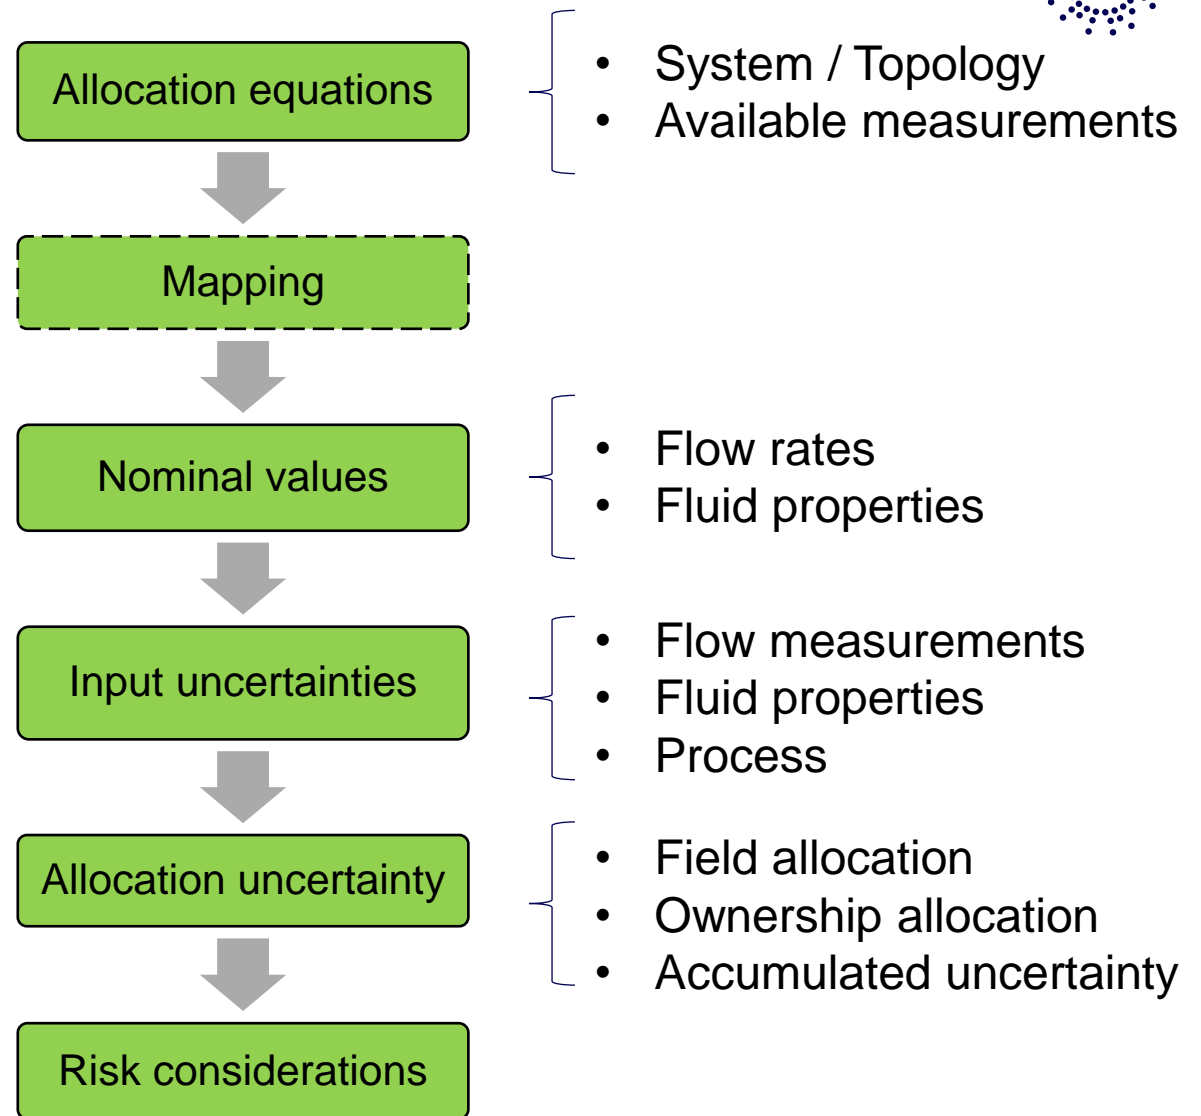 Allocation equations
• System / Topology
• Available measurements
Mapping
Nominal values
• Flow rates
• Fluid properties
Input uncertainties
• Flow measurements
• Fluid properties
• Process
Allocation uncertainty
• Field allocation
• Ownership allocation
• Accumulated uncertainty
Risk considerations